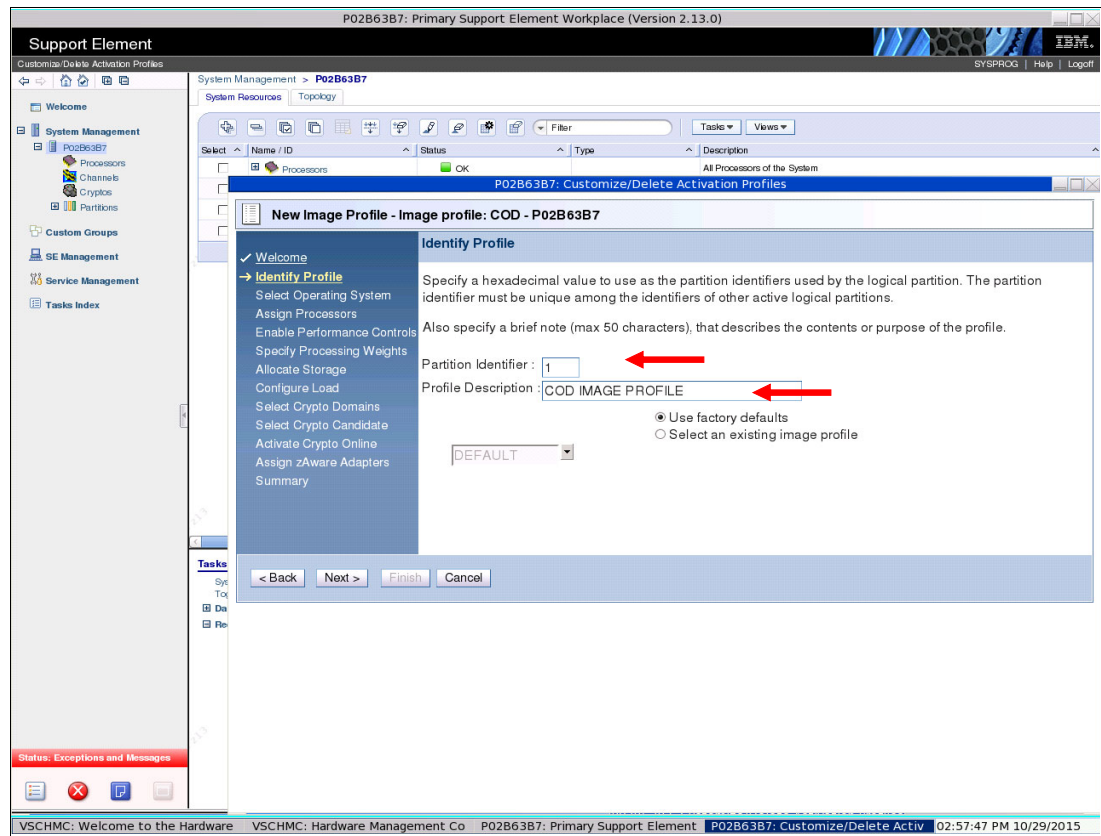 P02B63B7: Primary Support Element Workplace (Version 2.13.0)
Support Element
IBM.
Customize/Delete Activation Profiles
SYSPROG | Help | Logoff
System Management > P02B63B7
System Resources Topology
Welcome
System Management
P02B63B7
Processors
Channels
Cryptos
Partitions
Custom Groups
SE Management
Service Management
Tasks Index
Filter Tasks Views
Select Name / ID Status Type Description
Processors OK All Processors of the System
P02B63B7: Customize/Delete Activation Profiles
New Image Profile - Image profile: COD - P02B63B7
Welcome
Identify Profile
Select Operating System
Assign Processors
Enable Performance Controls
Specify Processing Weights
Allocate Storage
Configure Load
Select Crypto Domains
Select Crypto Candidate
Activate Crypto Online
Assign zAware Adapters
Summary
Identify Profile
Specify a hexadecimal value to use as the partition identifiers used by the logical partition. The partition
identifier must be unique among the identifiers of other active logical partitions.
Also specify a brief note (max 50 characters), that describes the contents or purpose of the profile.
Partition Identifier : 1
Profile Description : COD IMAGE PROFILE
Use factory defaults
Select an existing image profile
DEFAULT
< Back Next > Finish Cancel
213
Tasks
Sys
Top
Da
Re
213
Status: Exceptions and Messages
VSCHMC: Welcome to the Hardware VSCHMC: Hardware Management Co P02B63B7: Primary Support Element P02B63B7: Customize/Delete Activ 02:57:47 PM 10/29/2015